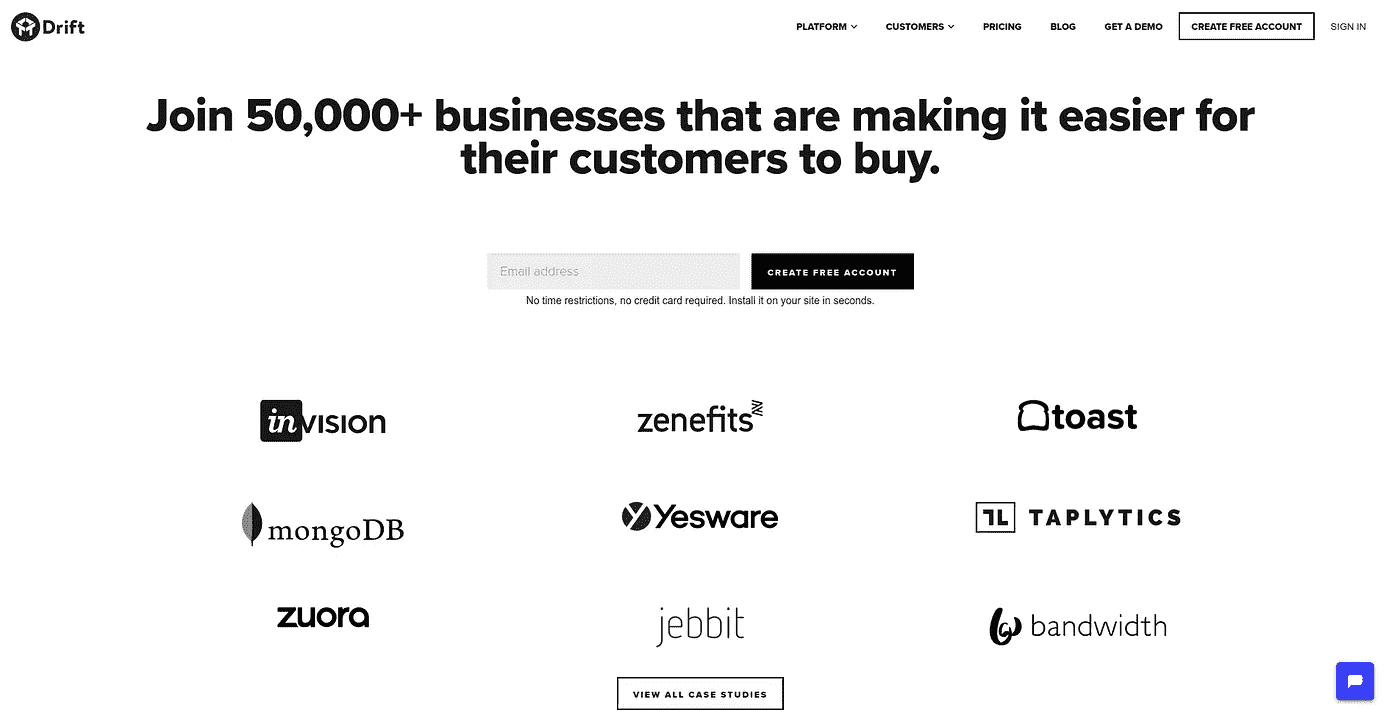 Drift
PLATFORM
CUSTOMERS
PRICING
BLOG
GET A DEMO
CREATE FREE ACCOUNT
SIGN IN
Join 50,000+ businesses that are making it easier for
their customers to buy.
Email address
CREATE FREE ACCOUNT
No time restrictions, no credit card required. Install it on your site in seconds.
invision
zenefits
toast
mongoDB
Yesware
TL TAPLYTICS
zuora
jebbit
bandwidth
VIEW ALL CASE STUDIES